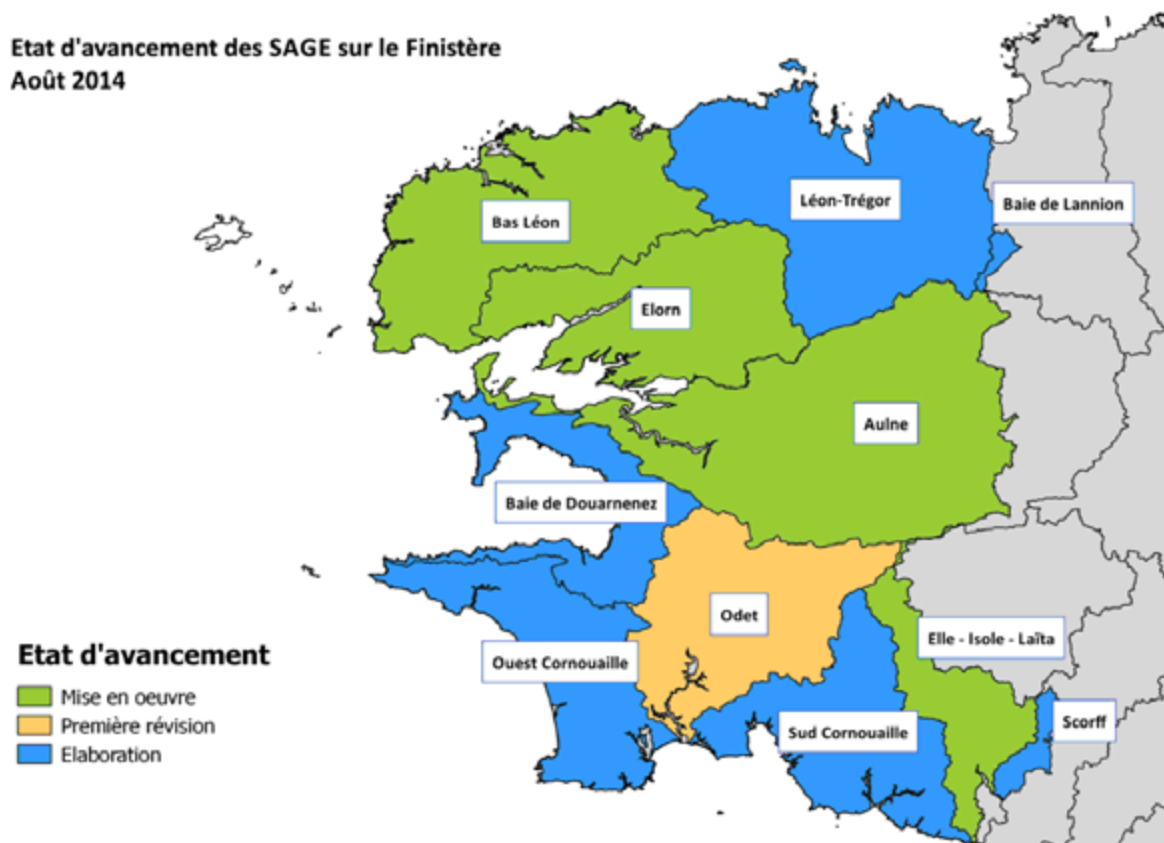 Etat d'avancement des SAGE sur le Finistère
Août 2014
Léon-Trégor
Baie de Lannion
Bas Léon
Elorn
Aulne
Baie de Douarnenez
Odet
Elle - Isole - Laïta
Ouest Cornouaille
Scorff
Sud Cornouaille
Etat d'avancement
Mise en oeuvre
Première révision
Elaboration